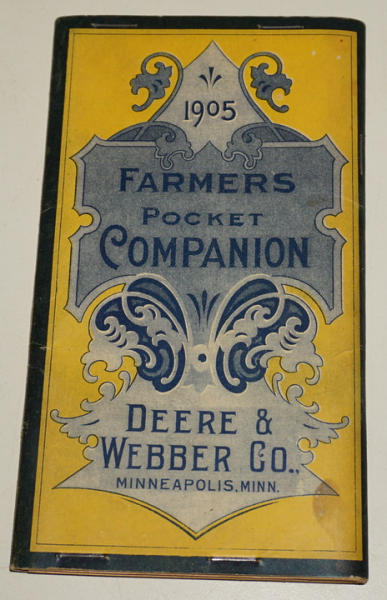 1905
FARMERS
POCKET
COMPANION
DEERE &
WEBBER CO.,
MINNEAPOLIS, MINN.